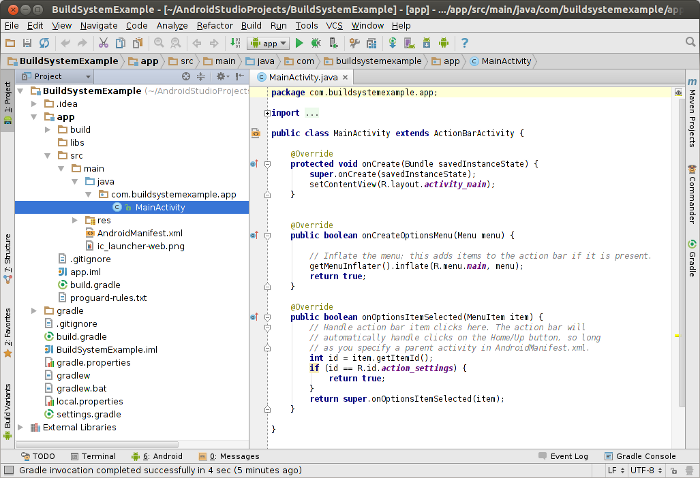 BuildSystemExample - [~/AndroidStudioProjects/BuildSystemExample] - [app] - .../app/src/main/java/com/buildsystemexample/app
File Edit View Navigate Code Analyze Refactor Build Run Tools VCS Window Help
app
BuildSystemExample app src main java com buildsystemexample app MainActivity
Project
MainActivity.java
BuildSystemExample (~/AndroidStudioProjects
.idea
app
build
libs
src
main
java
com.buildsystemexample.app
MainActivity
res
AndroidManifest.xml
ic_launcher-web.png
.gitignore
app.iml
build.gradle
proguard-rules.txt
gradle
.gitignore
build.gradle
BuildSystemExample.iml
gradle.properties
gradlew
gradlew.bat
local.properties
settings.gradle
External Libraries
package com.buildsystemexample.app;
import ...
public class MainActivity extends ActionBarActivity {
@Override
protected void onCreate(Bundle savedInstanceState) {
super.onCreate(savedInstanceState);
setContentView(R.layout.activity_main);
}
@Override
public boolean onCreateOptionsMenu(Menu menu) {
// Inflate the menu; this adds items to the action bar if it is present.
getMenuInflater().inflate(R.menu.main, menu);
return true;
}
@Override
public boolean onOptionsItemSelected(MenuItem item) {
// Handle action bar item clicks here. The action bar will
// automatically handle clicks on the Home/Up button, so long
// as you specify a parent activity in AndroidManifest.xml.
int id = item.getItemId();
if (id == R.id.action_settings) {
return true;
}
return super.onOptionsItemSelected(item);
}
}
1: Project
7: Structure
2: Favorites
Build Variants
Maven Projects
Commander
Gradle
TODO Terminal 6: Android 0: Messages Event Log Gradle Console
Gradle invocation completed successfully in 4 sec (5 minutes ago) LF UTF-8